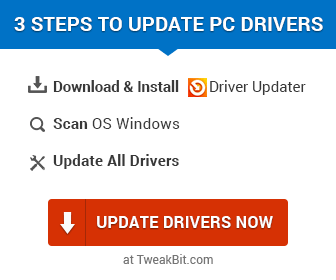 3 STEPS TO UPDATE PC DRIVERS
Download & Install Driver Updater
Scan OS Windows
Update All Drivers
UPDATE DRIVERS NOW
at TweakBit.com